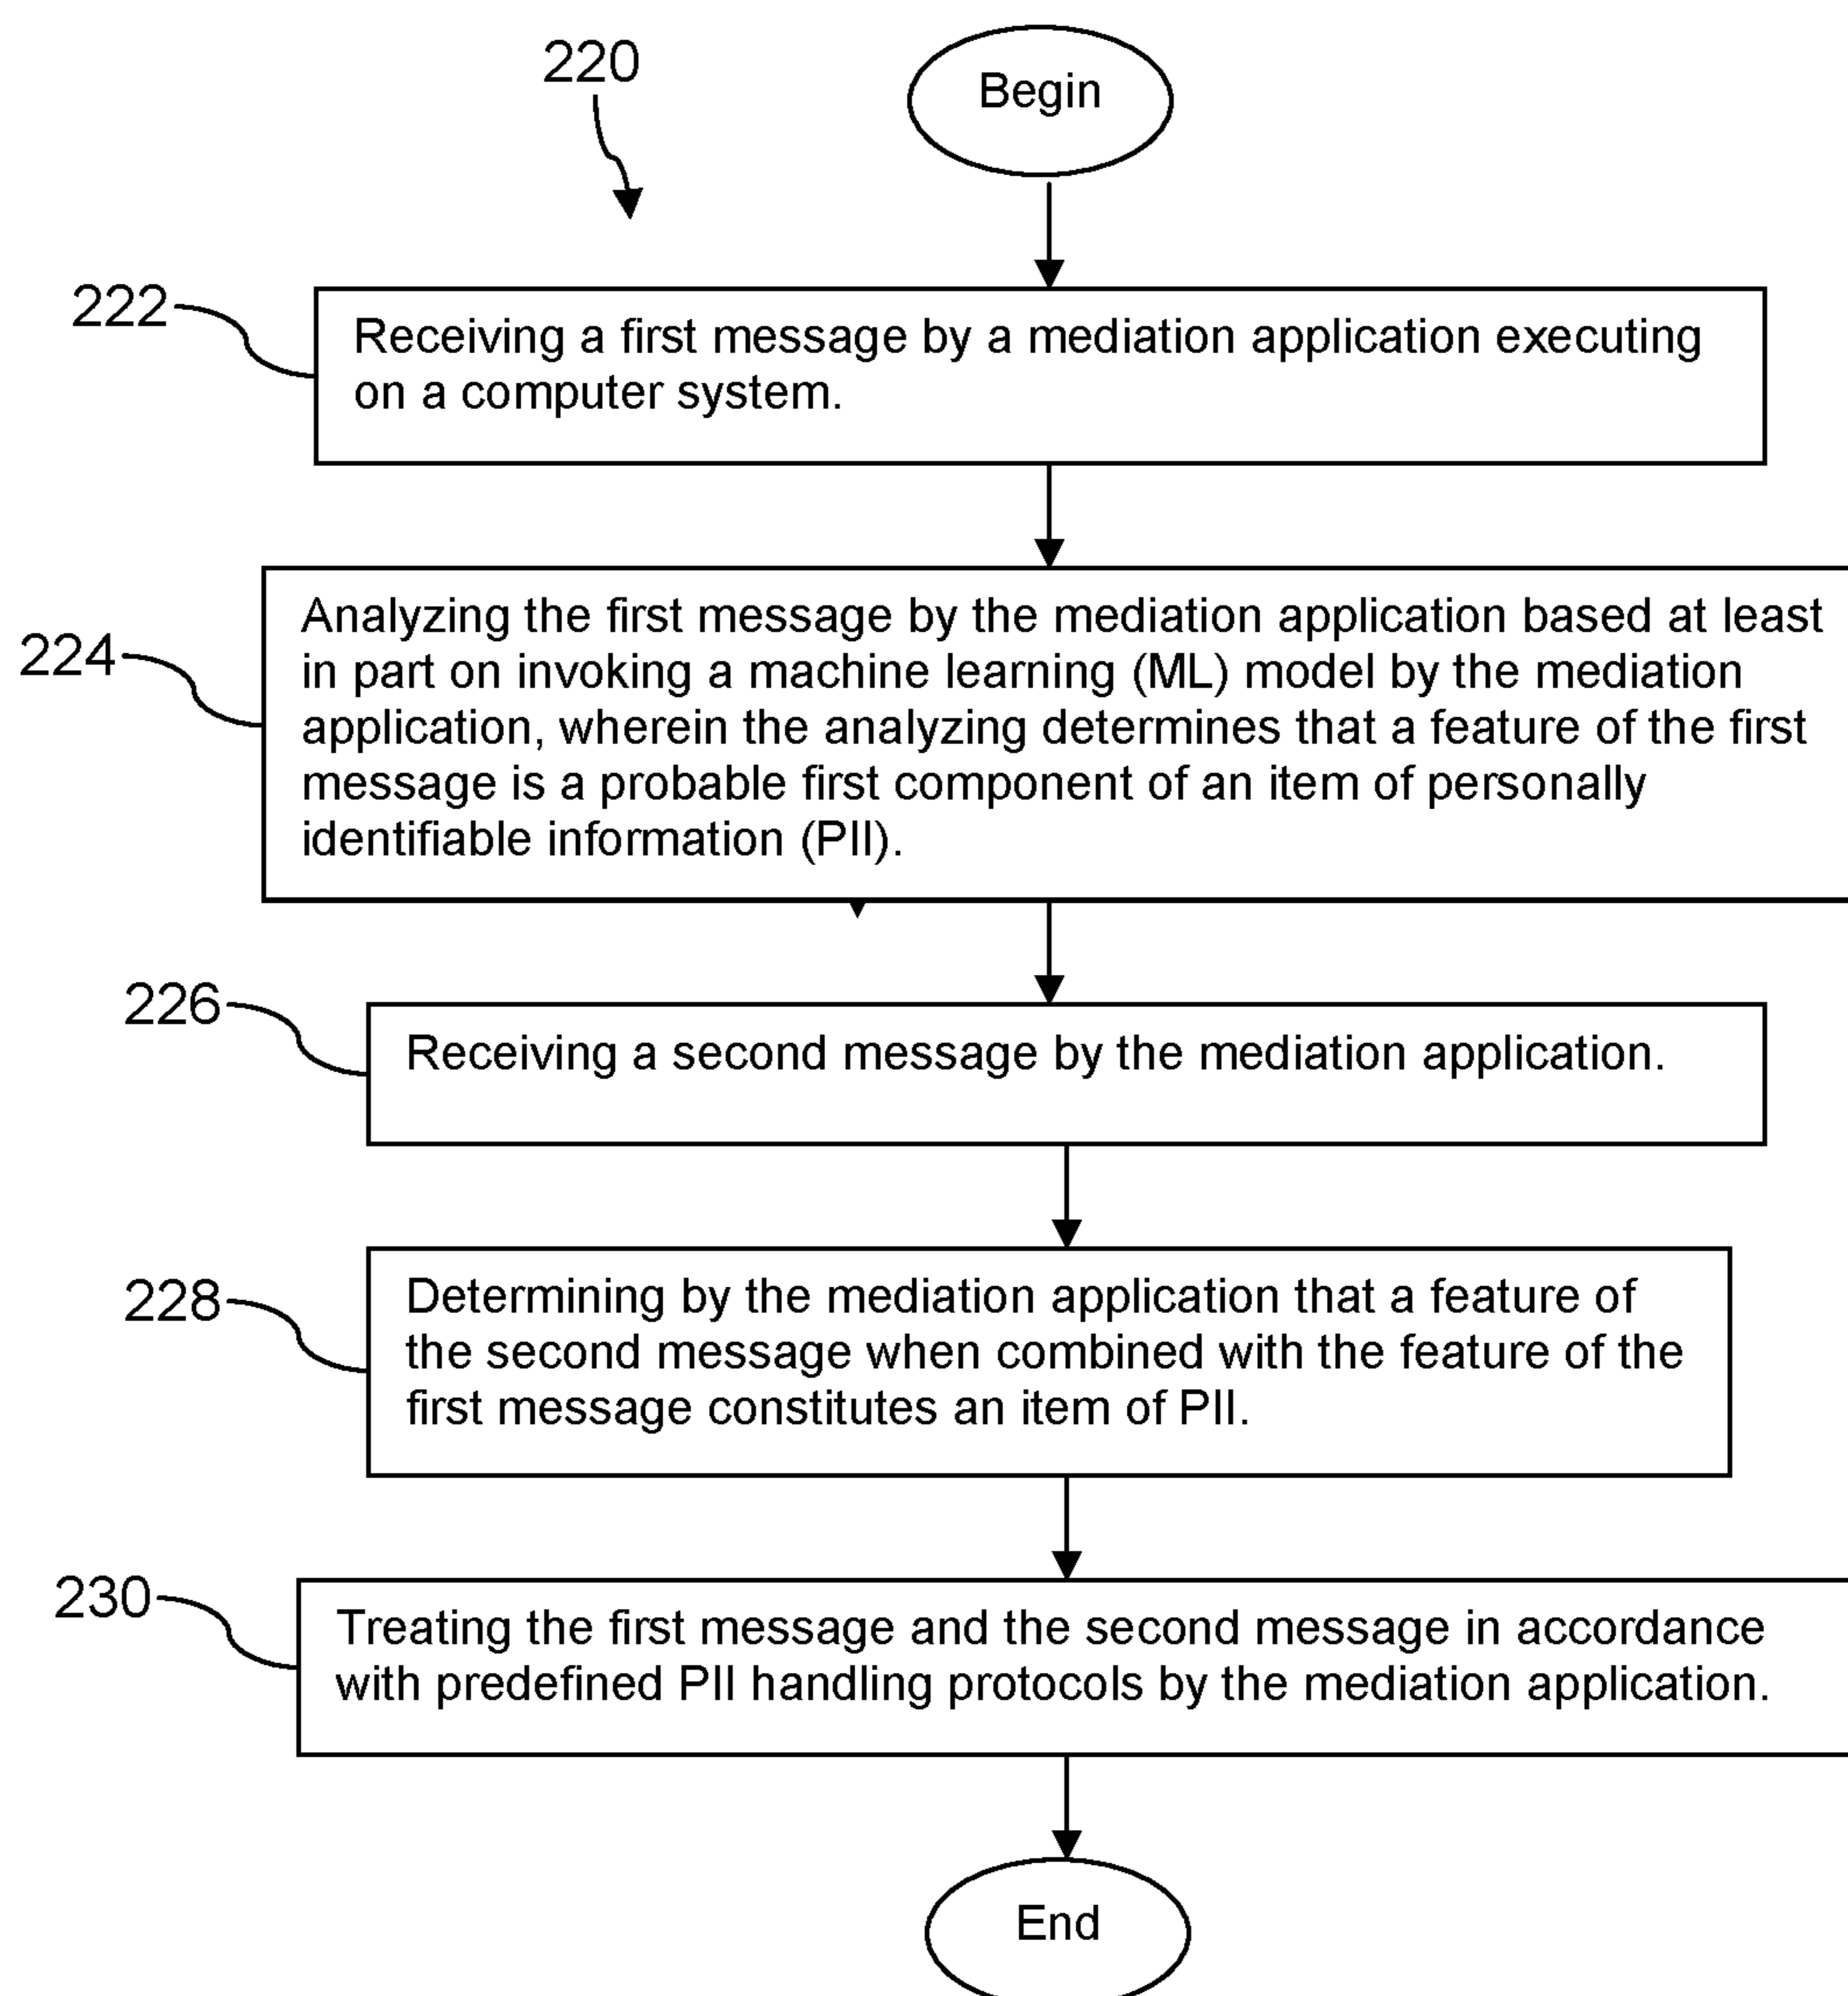 220
Begin
222
Receiving a first message by a mediation application executing
on a computer system.
224
Analyzing the first message by the mediation application based at least
in part on invoking a machine learning (ML) model by the mediation
application, wherein the analyzing determines that a feature of the first
message is a probable first component of an item of personally
identifiable information (PII).
226
Receiving a second message by the mediation application.
228
Determining by the mediation application that a feature of
the second message when combined with the feature of the
first message constitutes an item of PII.
230
Treating the first message and the second message in accordance
with predefined PII handling protocols by the mediation application.
End